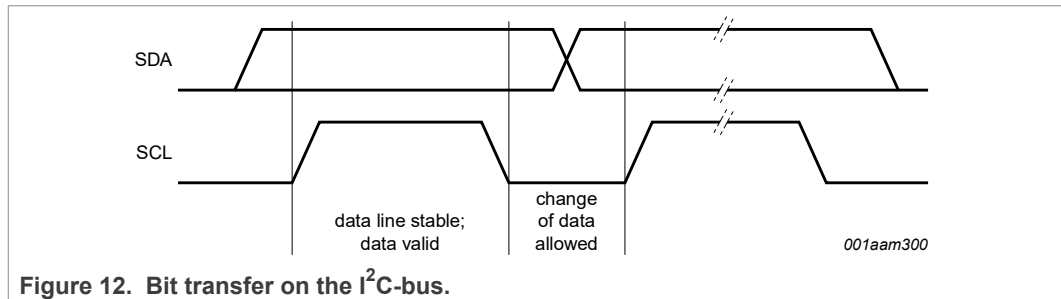 SDA
SCL
data line stable;
data valid
change
of data
allowed
001aam300
Figure 12. Bit transfer on the I²C-bus.